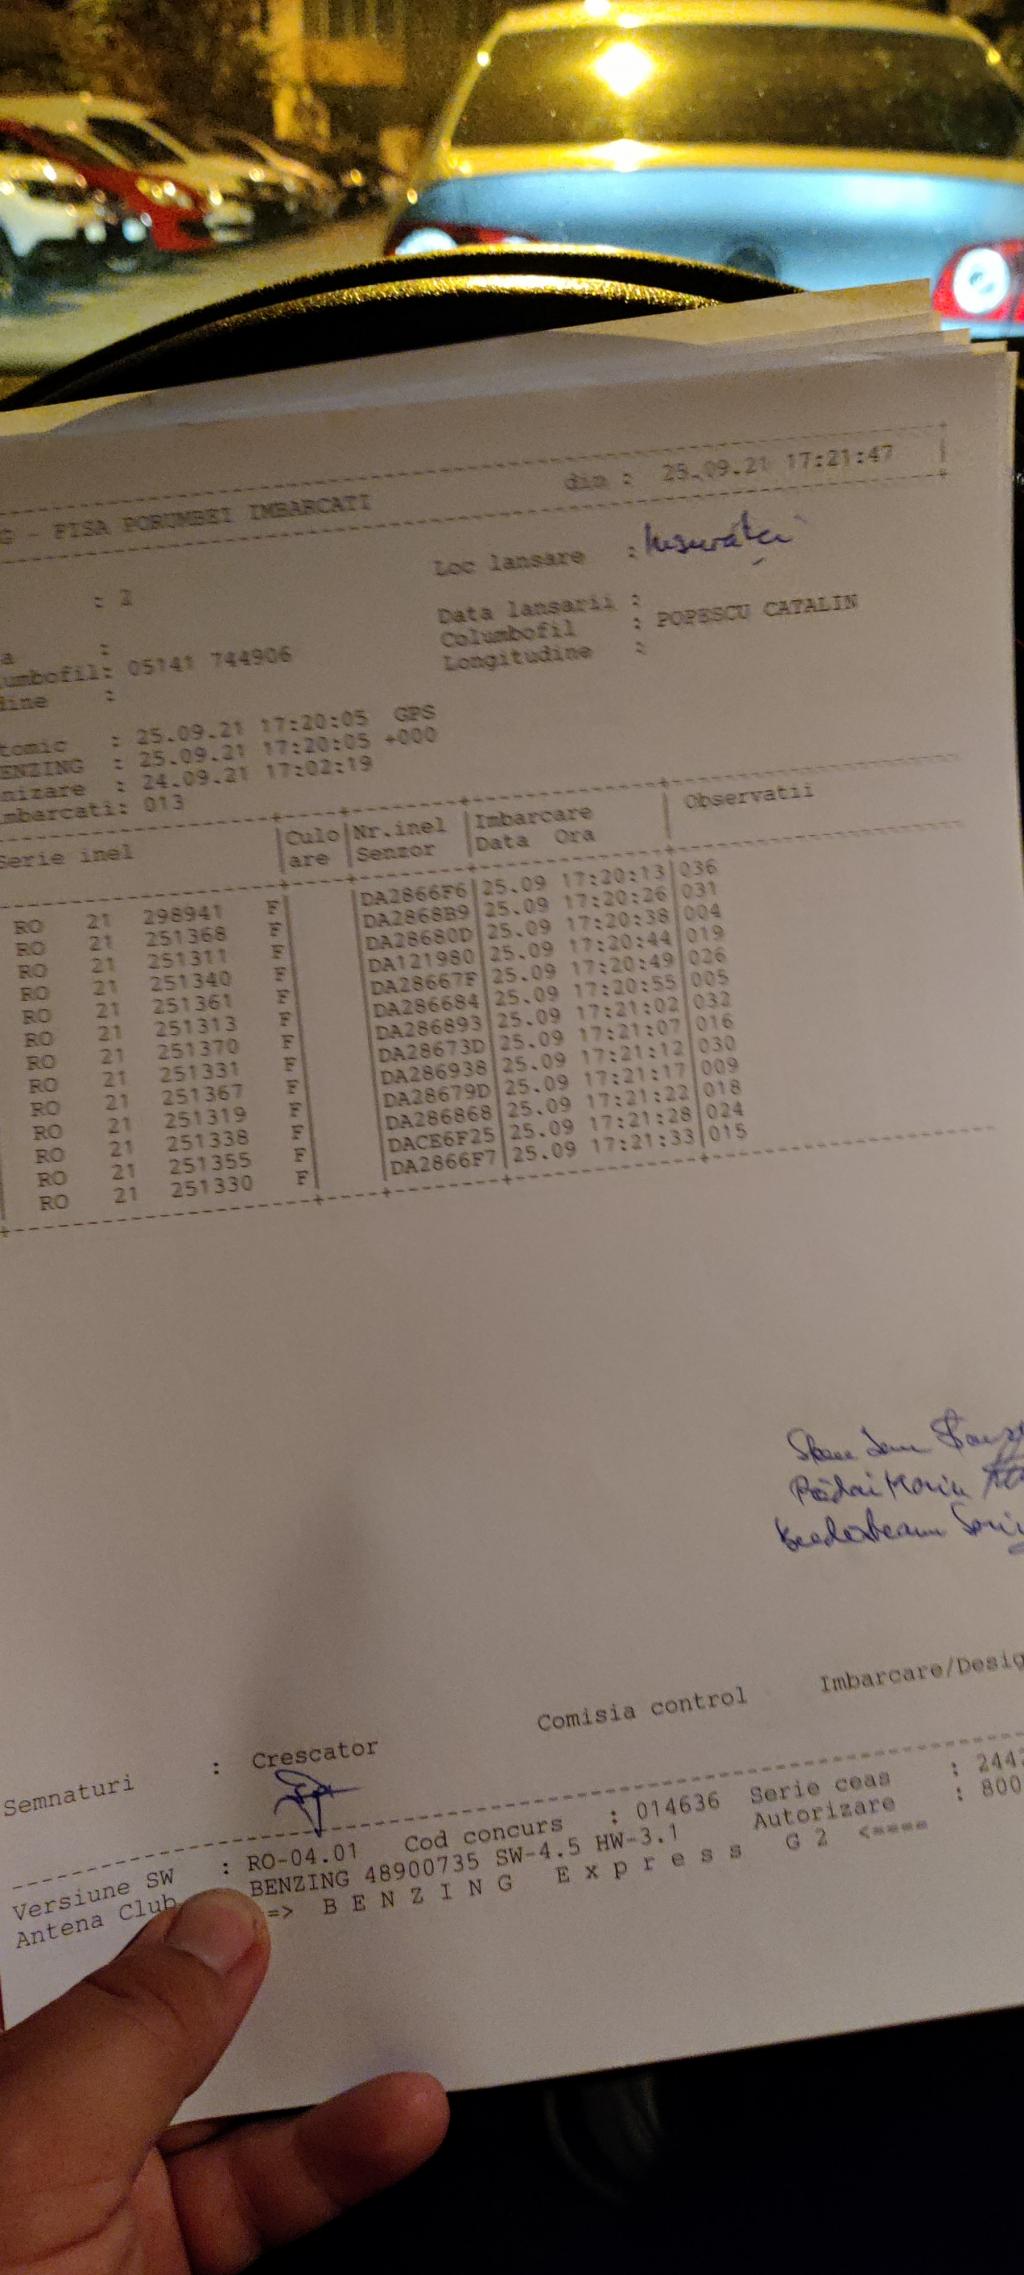 G - FISA PORUMBEI IMBARCATI din : 25.09.21 17:21:47
: 2 Loc lansare :
a : Data lansarii :
umbofil: 05141 744906 Columbofil : POPESCU CATALIN
dine : Longitudine :
tomic : 25.09.21 17:20:05 GPS
ENZING : 25.09.21 17:20:05 +000
nizare : 24.09.21 17:02:19
mbarcati: 013
Serie inel |Culo |Nr.inel |Imbarcare | Observatii
|are |Senzor |Data Ora |
RO 21 298941 F| |DA2866F6|25.09 17:20:13|036
RO 21 251368 F| |DA2868B9|25.09 17:20:26|031
RO 21 251311 F| |DA28680D|25.09 17:20:38|004
RO 21 251340 F| |DA121980|25.09 17:20:44|019
RO 21 251361 F| |DA28667F|25.09 17:20:49|026
RO 21 251313 F| |DA286684|25.09 17:20:55|005
RO 21 251370 F| |DA286893|25.09 17:21:02|032
RO 21 251331 F| |DA28673D|25.09 17:21:07|016
RO 21 251367 F| |DA286938|25.09 17:21:12|030
RO 21 251319 F| |DA28679D|25.09 17:21:17|009
RO 21 251338 F| |DA286868|25.09 17:21:22|018
RO 21 251355 F| |DACE6F25|25.09 17:21:28|024
RO 21 251330 F| |DA2866F7|25.09 17:21:33|015
Semnaturi : Crescator Comisia control Imbarcare/Desig
Versiune SW : RO-04.01 Cod concurs : 014636 Serie ceas : 2442
Antena Club BENZING 48900735 SW-4.5 HW-3.1 Autorizare : 800
=> B E N Z I N G E x p r e s s G 2 <====